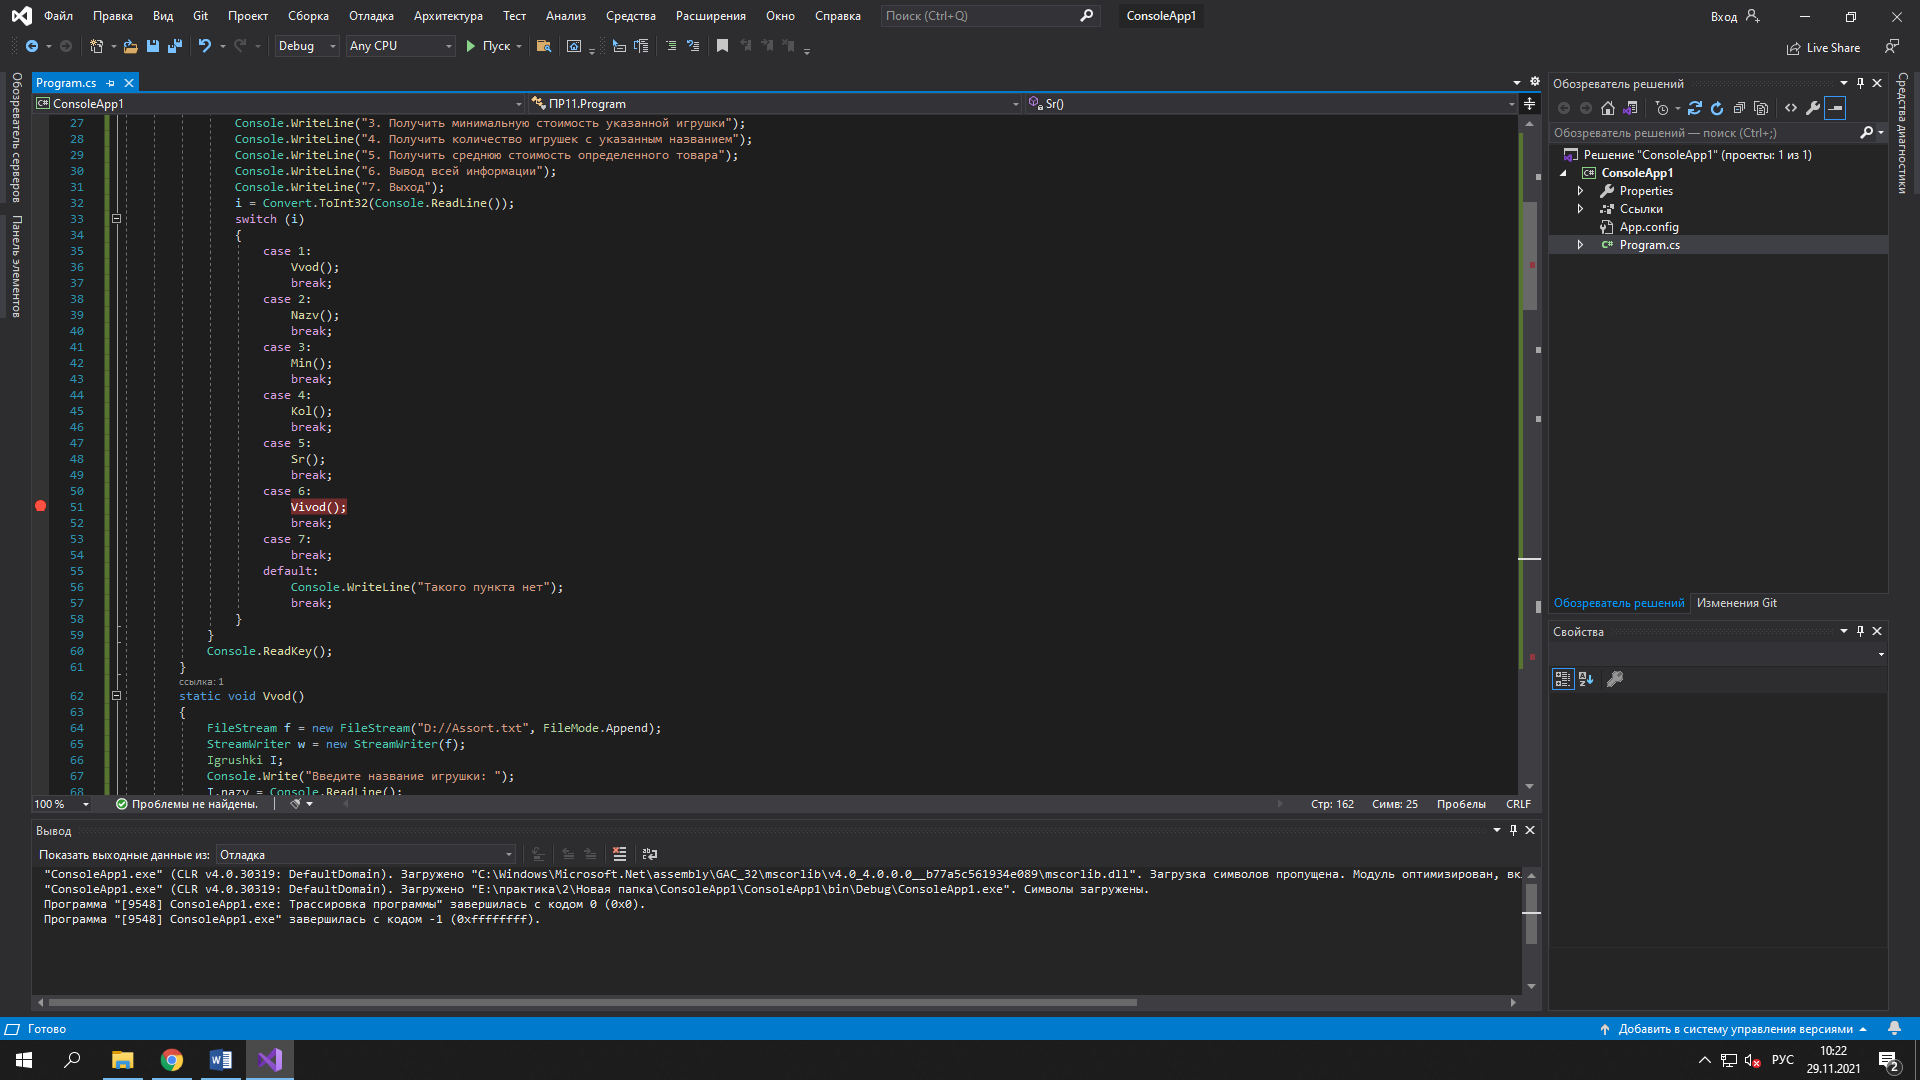 Файл Правка Вид Git Проект Сборка Отладка Архитектура Тест Анализ Средства Расширения Окно Справка Поиск (Ctrl+Q) ConsoleApp1 Вход
Debug Any CPU Пуск Live Share
Обозреватель серверов
Панель элементов
Program.cs
ConsoleApp1 ПР11.Program Sr()
27 Console.WriteLine("3. Получить минимальную стоимость указанной игрушки");
28 Console.WriteLine("4. Получить количество игрушек с указанным названием");
29 Console.WriteLine("5. Получить среднюю стоимость определенного товара");
30 Console.WriteLine("6. Вывод всей информации");
31 Console.WriteLine("7. Выход");
32 i = Convert.ToInt32(Console.ReadLine());
33 switch (i)
34 {
35 case 1:
36 Vvod();
37 break;
38 case 2:
39 Nazv();
40 break;
41 case 3:
42 Min();
43 break;
44 case 4:
45 Kol();
46 break;
47 case 5:
48 Sr();
49 break;
50 case 6:
51 Vivod();
52 break;
53 case 7:
54 break;
55 default:
56 Console.WriteLine("Такого пункта нет");
57 break;
58 }
59 }
60 Console.ReadKey();
61 }
ссылка: 1
62 static void Vvod()
63 {
64 FileStream f = new FileStream("D://Assort.txt", FileMode.Append);
65 StreamWriter w = new StreamWriter(f);
66 Igrushki I;
67 Console.Write("Введите название игрушки: ");
68 I.nazv = Console.ReadLine();
100 % Проблемы не найдены. Стр: 162 Симв: 25 Пробелы CRLF
Вывод
Показать выходные данные из: Отладка
"ConsoleApp1.exe" (CLR v4.0.30319: DefaultDomain). Загружено "C:\Windows\Microsoft.Net\assembly\GAC_32\mscorlib\v4.0_4.0.0.0__b77a5c561934e089\mscorlib.dll". Загрузка символов пропущена. Модуль оптимизирован, вкл
"ConsoleApp1.exe" (CLR v4.0.30319: DefaultDomain). Загружено "E:\практика\2\Новая папка\ConsoleApp1\ConsoleApp1\bin\Debug\ConsoleApp1.exe". Символы загружены.
Программа "[9548] ConsoleApp1.exe: Трассировка программы" завершилась с кодом 0 (0x0).
Программа "[9548] ConsoleApp1.exe" завершилась с кодом -1 (0xffffffff).
Обозреватель решений
Обозреватель решений — поиск (Ctrl+;)
Решение "ConsoleApp1" (проекты: 1 из 1)
ConsoleApp1
Properties
Ссылки
App.config
Program.cs
Обозреватель решений Изменения Git
Свойства
Средства диагностики
Готово Добавить в систему управления версиями
РУС 10:22
29.11.2021 2